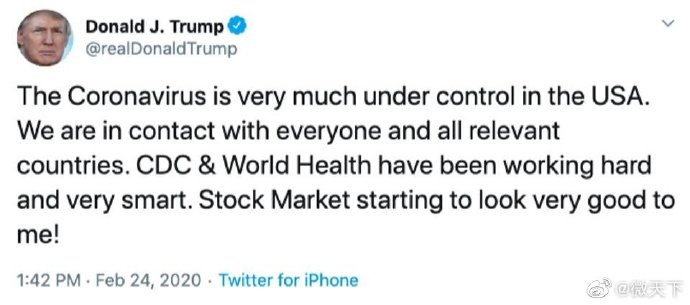 Donald J. Trump
@realDonaldTrump
The Coronavirus is very much under control in the USA.
We are in contact with everyone and all relevant
countries. CDC & World Health have been working hard
and very smart. Stock Market starting to look very good to
me!
1:42 PM · Feb 24, 2020 · Twitter for iPhone
@微天下